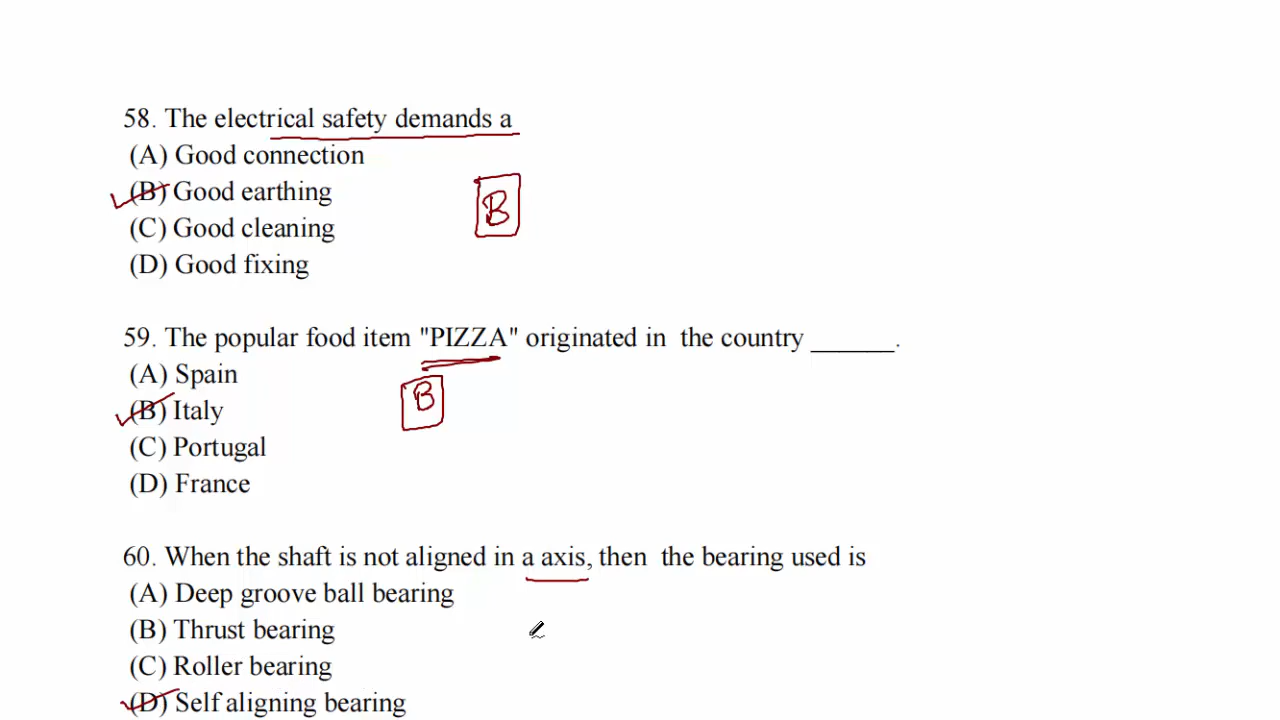 58. The electrical safety demands a
(A) Good connection
(B) Good earthing
B
(C) Good cleaning
(D) Good fixing
59. The popular food item "PIZZA" originated in the country ______.
(A) Spain
B
(B) Italy
(C) Portugal
(D) France
60. When the shaft is not aligned in a axis, then the bearing used is
(A) Deep groove ball bearing
(B) Thrust bearing
(C) Roller bearing
(D) Self aligning bearing